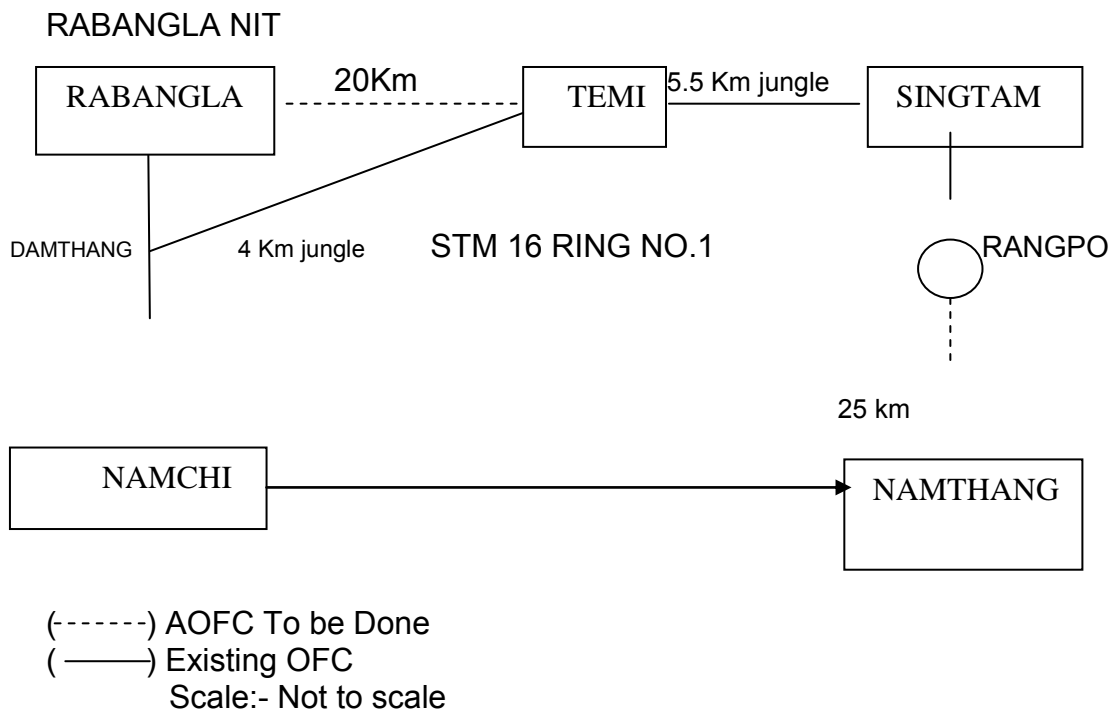 RABANGLA NIT
RABANGLA
20Km
TEMI
5.5 Km jungle
SINGTAM
DAMTHANG
4 Km jungle
STM 16 RING NO.1
RANGPO
25 km
NAMCHI
NAMTHANG
(------) AOFC To be Done
( ——) Existing OFC
Scale:- Not to scale